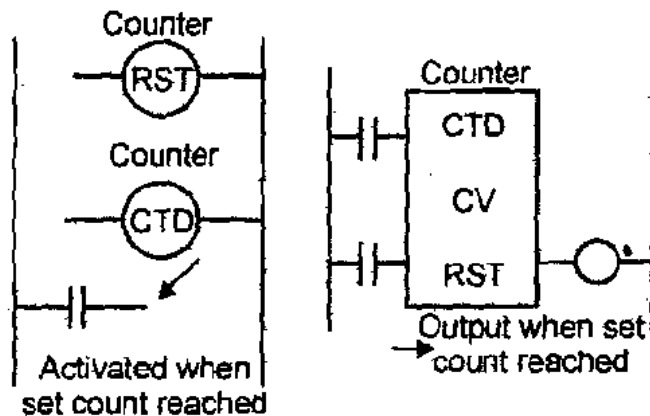 Counter
RST
Counter
CTD
Activated when
set count reached
Counter
CTD
CV
RST
Output when set
count reached